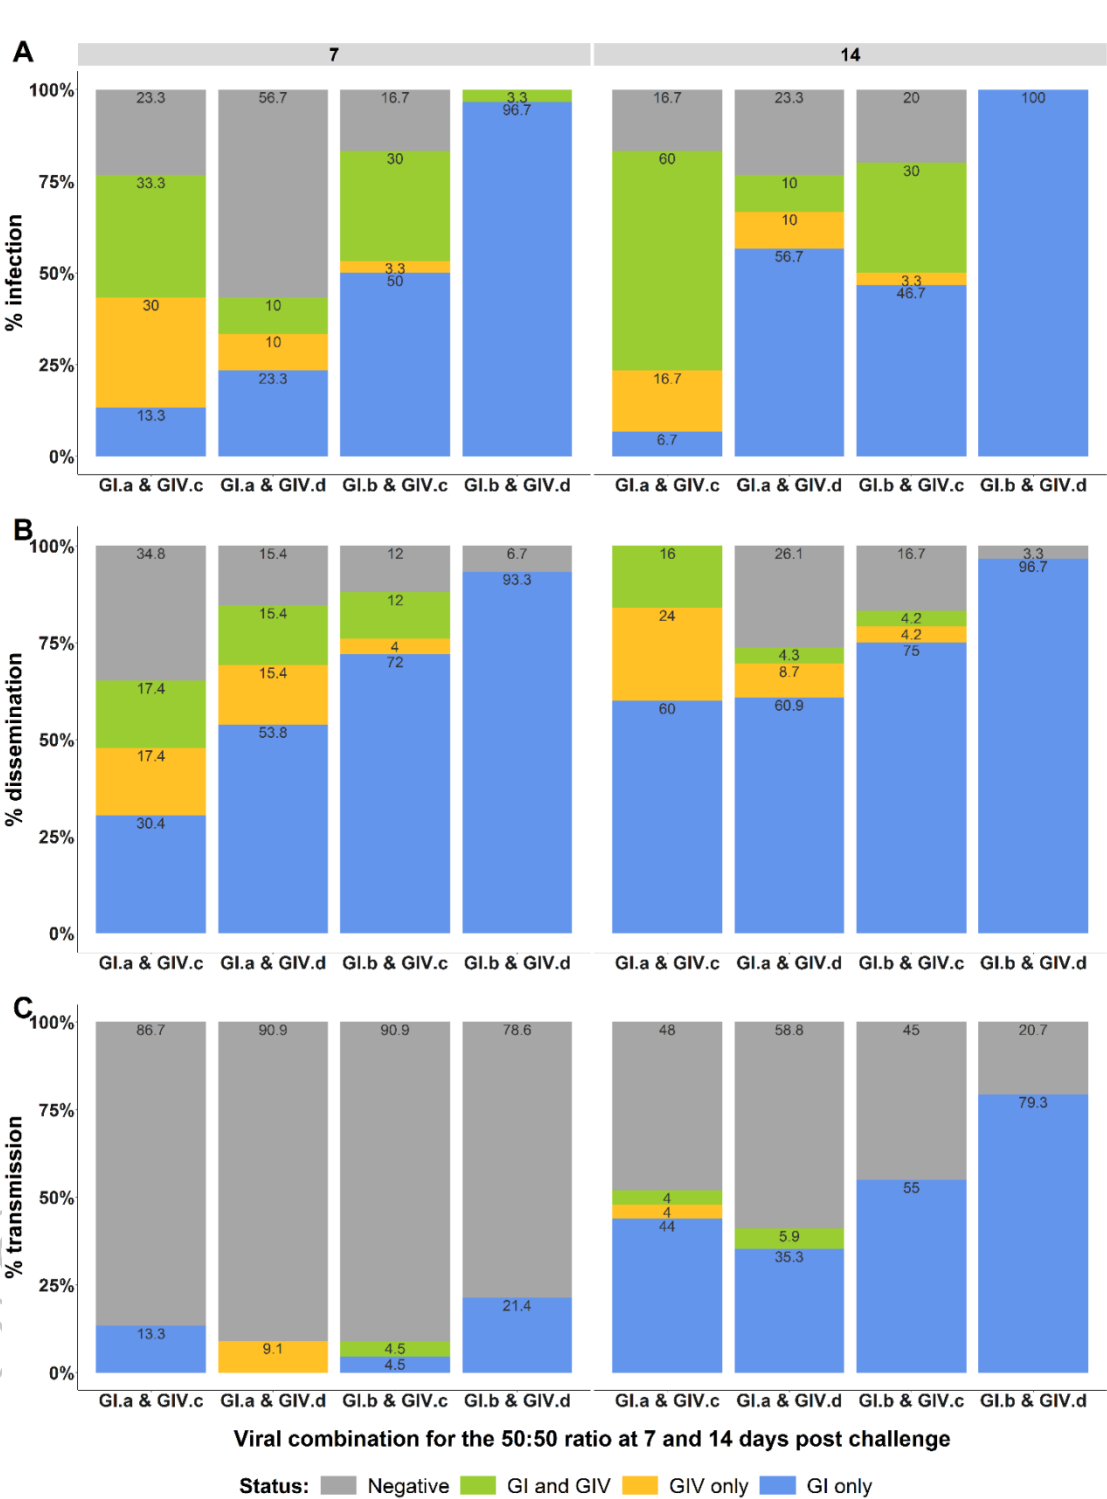 A
7 14
100% 23.3 56.7 16.7 3.3 16.7 23.3 20 100
96.7
30 60
75% 33.3 10 30
10
% infection
50% 3.3 56.7 3.3
50 46.7
30 10
10
25% 23.3 16.7
13.3 6.7
0%
GI.a & GIV.c GI.a & GIV.d GI.b & GIV.c GI.b & GIV.d GI.a & GIV.c GI.a & GIV.d GI.b & GIV.c GI.b & GIV.d
B
100% 34.8 15.4 12 6.7 16 26.1 16.7 3.3
93.3 96.7
12
15.4 24 4.2
75% 4.2
4 4.3 75
17.4 15.4 72 8.7
% dissemination
53.8 60 60.9
50% 17.4
30.4
25%
0%
GI.a & GIV.c GI.a & GIV.d GI.b & GIV.c GI.b & GIV.d GI.a & GIV.c GI.a & GIV.d GI.b & GIV.c GI.b & GIV.d
C
100% 86.7 90.9 90.9 78.6 48 58.8 45 20.7
75% 79.3
% transmission
50% 4 55
4
44 5.9
35.3
25%
21.4
13.3 9.1 4.5
4.5
0%
GI.a & GIV.c GI.a & GIV.d GI.b & GIV.c GI.b & GIV.d GI.a & GIV.c GI.a & GIV.d GI.b & GIV.c GI.b & GIV.d
Viral combination for the 50:50 ratio at 7 and 14 days post challenge
Status: Negative GI and GIV GIV only GI only